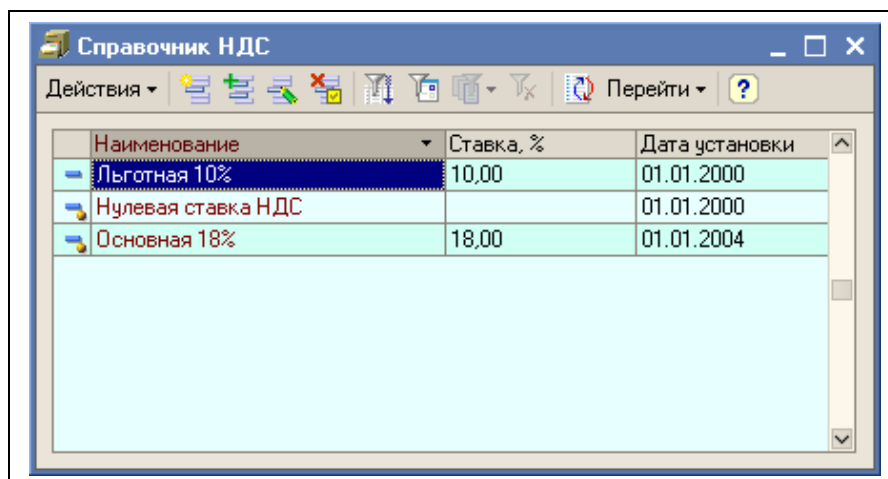 Справочник НДС
Действия Перейти ?
Наименование Ставка, % Дата установки
Льготная 10% 10,00 01.01.2000
Нулевая ставка НДС 01.01.2000
Основная 18% 18,00 01.01.2004